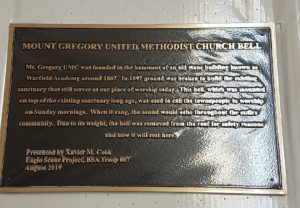 MOUNT GREGORY UNITED METHODIST CHURCH BELL
Mt. Gregory UMC was founded in the basement of an old stone building known as
Warfield Academy around 1867. In 1897 ground was broken to build the existing
sanctuary that still serves as our place of worship today. This bell, which was mounted
on top of the existing sanctuary long ago, was used to call the townspeople to worship
on Sunday mornings. When it rang, the sound would echo throughout the entire
community. Due to its weight, the bell was removed from the roof for safety reasons
and now it will rest here.
Presented by Xavier M. Cook
Eagle Scout Project, BSA Troop 607
August 2019